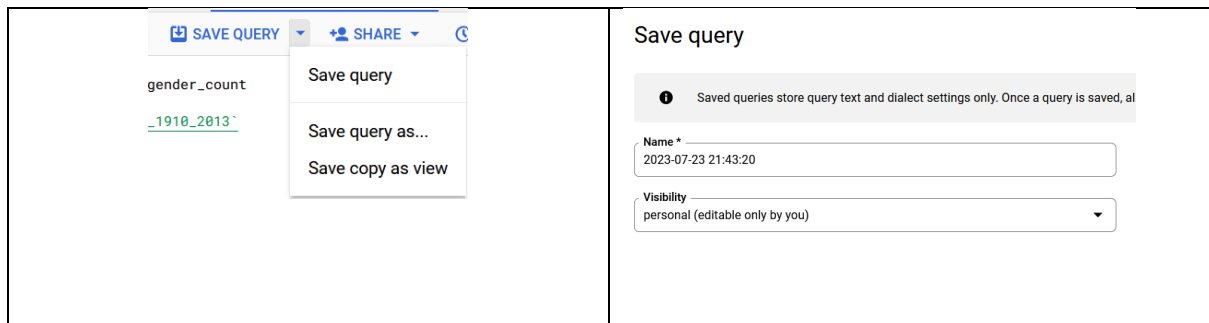 SAVE QUERY
SHARE
Save query
gender_count
_1910_2013`
Save query as...
Save copy as view
Save query
Saved queries store query text and dialect settings only. Once a query is saved, al
Name *
2023-07-23 21:43:20
Visibility
personal (editable only by you)